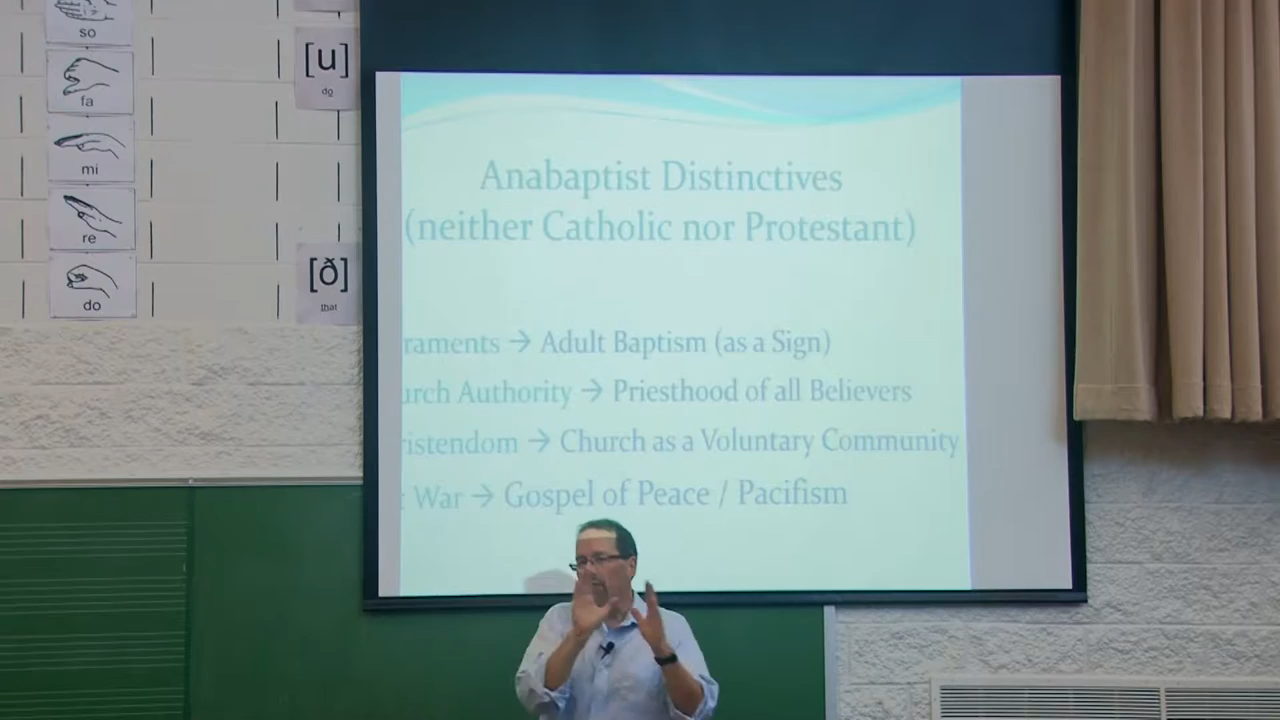 so
fa
mi
re
do
[u]
do
[ð]
that
Anabaptist Distinctives
(neither Catholic nor Protestant)
raments → Adult Baptism (as a Sign)
urch Authority → Priesthood of all Believers
ristendom → Church as a Voluntary Community
War → Gospel of Peace / Pacifism